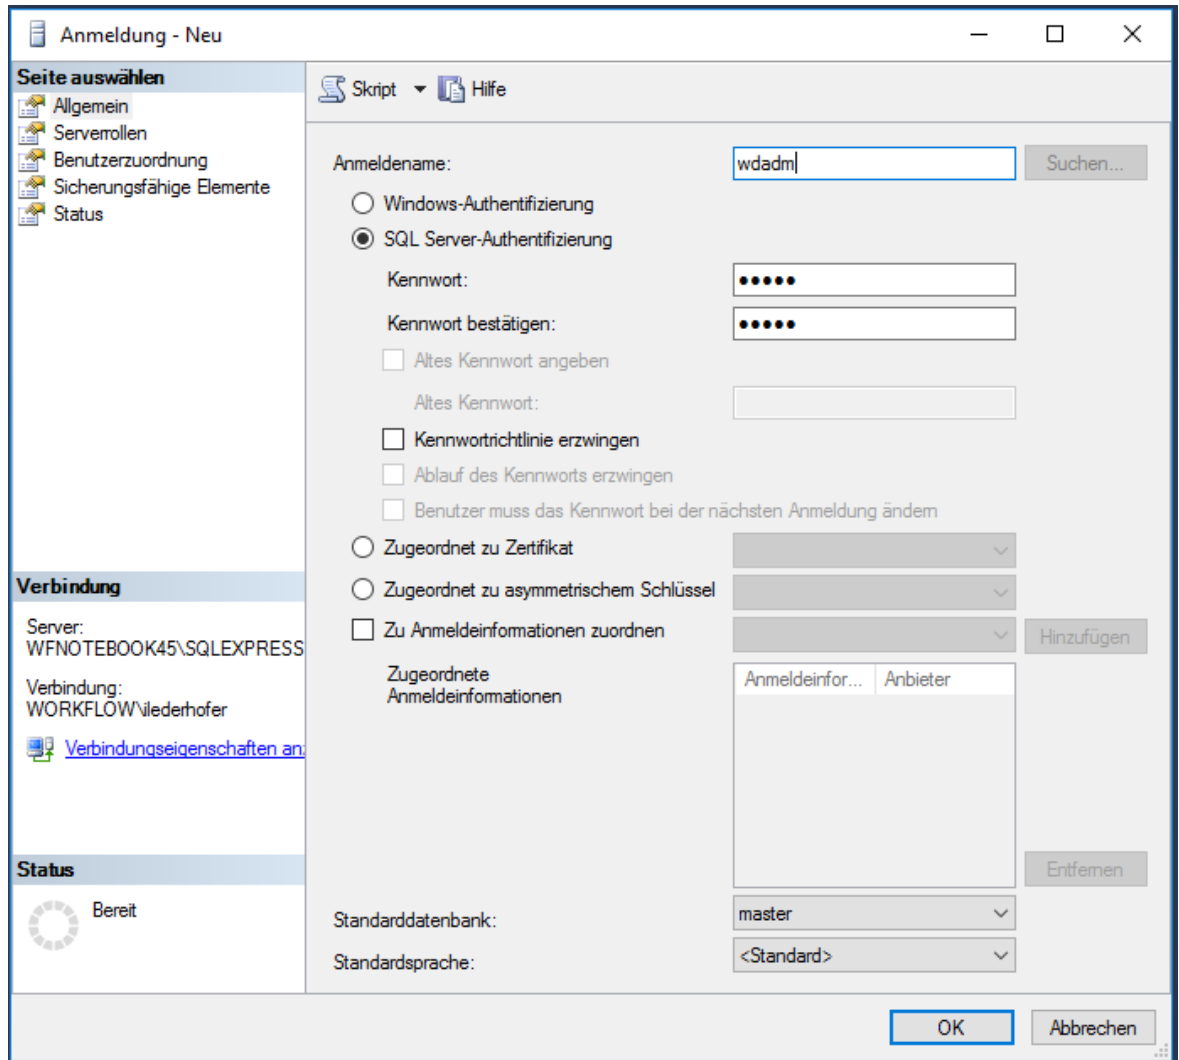 Anmeldung - Neu
Seite auswählen
Allgemein
Serverrollen
Benutzerzuordnung
Sicherungsfähige Elemente
Status
Verbindung
Server:
WFNOTEBOOK45\SQLEXPRESS
Verbindung:
WORKFLOW\ilederhofer
Verbindungseigenschaften an
Status
Bereit
Skript
Hilfe
Anmeldename:
wdadm
Suchen...
Windows-Authentifizierung
SQL Server-Authentifizierung
Kennwort:
●●●●●
Kennwort bestätigen:
●●●●●
Altes Kennwort angeben
Altes Kennwort:
Kennwortrichtlinie erzwingen
Ablauf des Kennworts erzwingen
Benutzer muss das Kennwort bei der nächsten Anmeldung ändern
Zugeordnet zu Zertifikat
Zugeordnet zu asymmetrischem Schlüssel
Zu Anmeldeinformationen zuordnen
Hinzufügen
Zugeordnete
Anmeldeinformationen
Anmeldeinfor... Anbieter
Entfernen
Standarddatenbank:
master
Standardsprache:
<Standard>
OK
Abbrechen